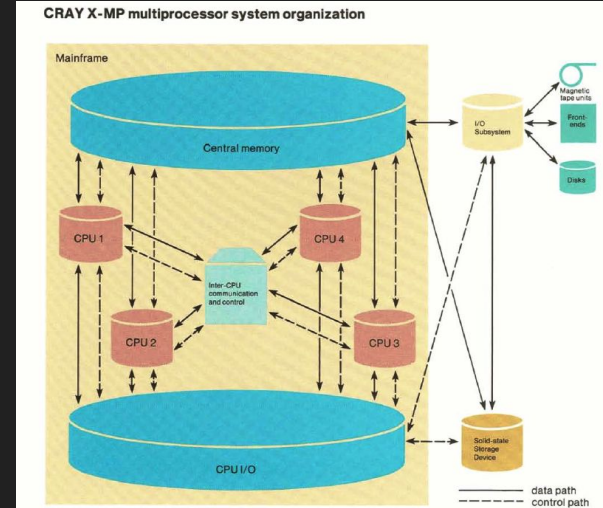 CRAY X-MP multiprocessor system organization
Mainframe
Central memory
I/O
Subsystem
Magnetic
tape units
Front-
ends
Disks
CPU 1
CPU 4
Inter-CPU
communication
and control
CPU 2
CPU 3
CPU I/O
Solid-state
Storage
Device
data path
control path